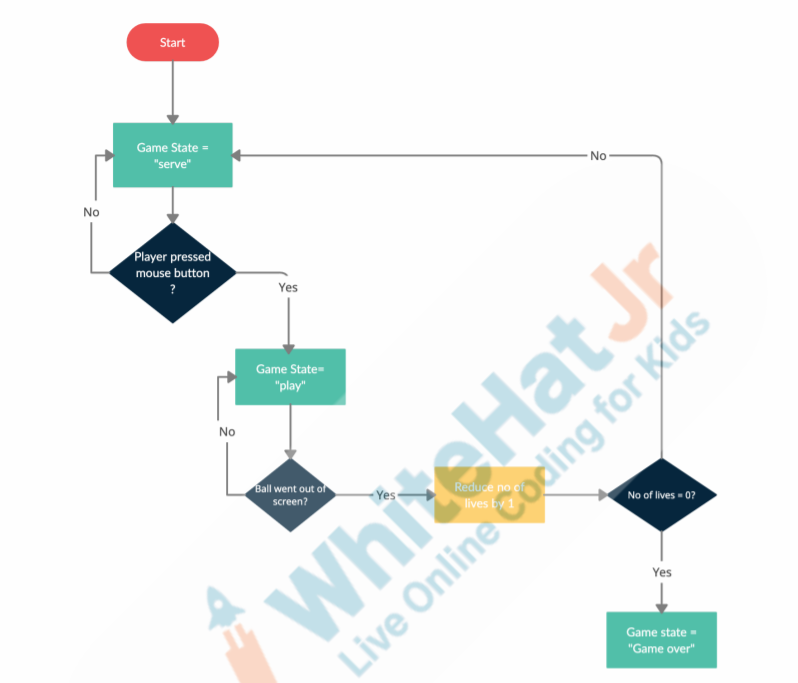 Start
Game State =
"serve"
No
No
Player pressed
mouse button
?
Yes
Game State=
"play"
No
Ball went out of
screen?
Yes
Reduce no of
lives by 1
No of lives = 0?
Yes
Game state =
"Game over"
WhiteHat Jr
Live Online Coding for Kids